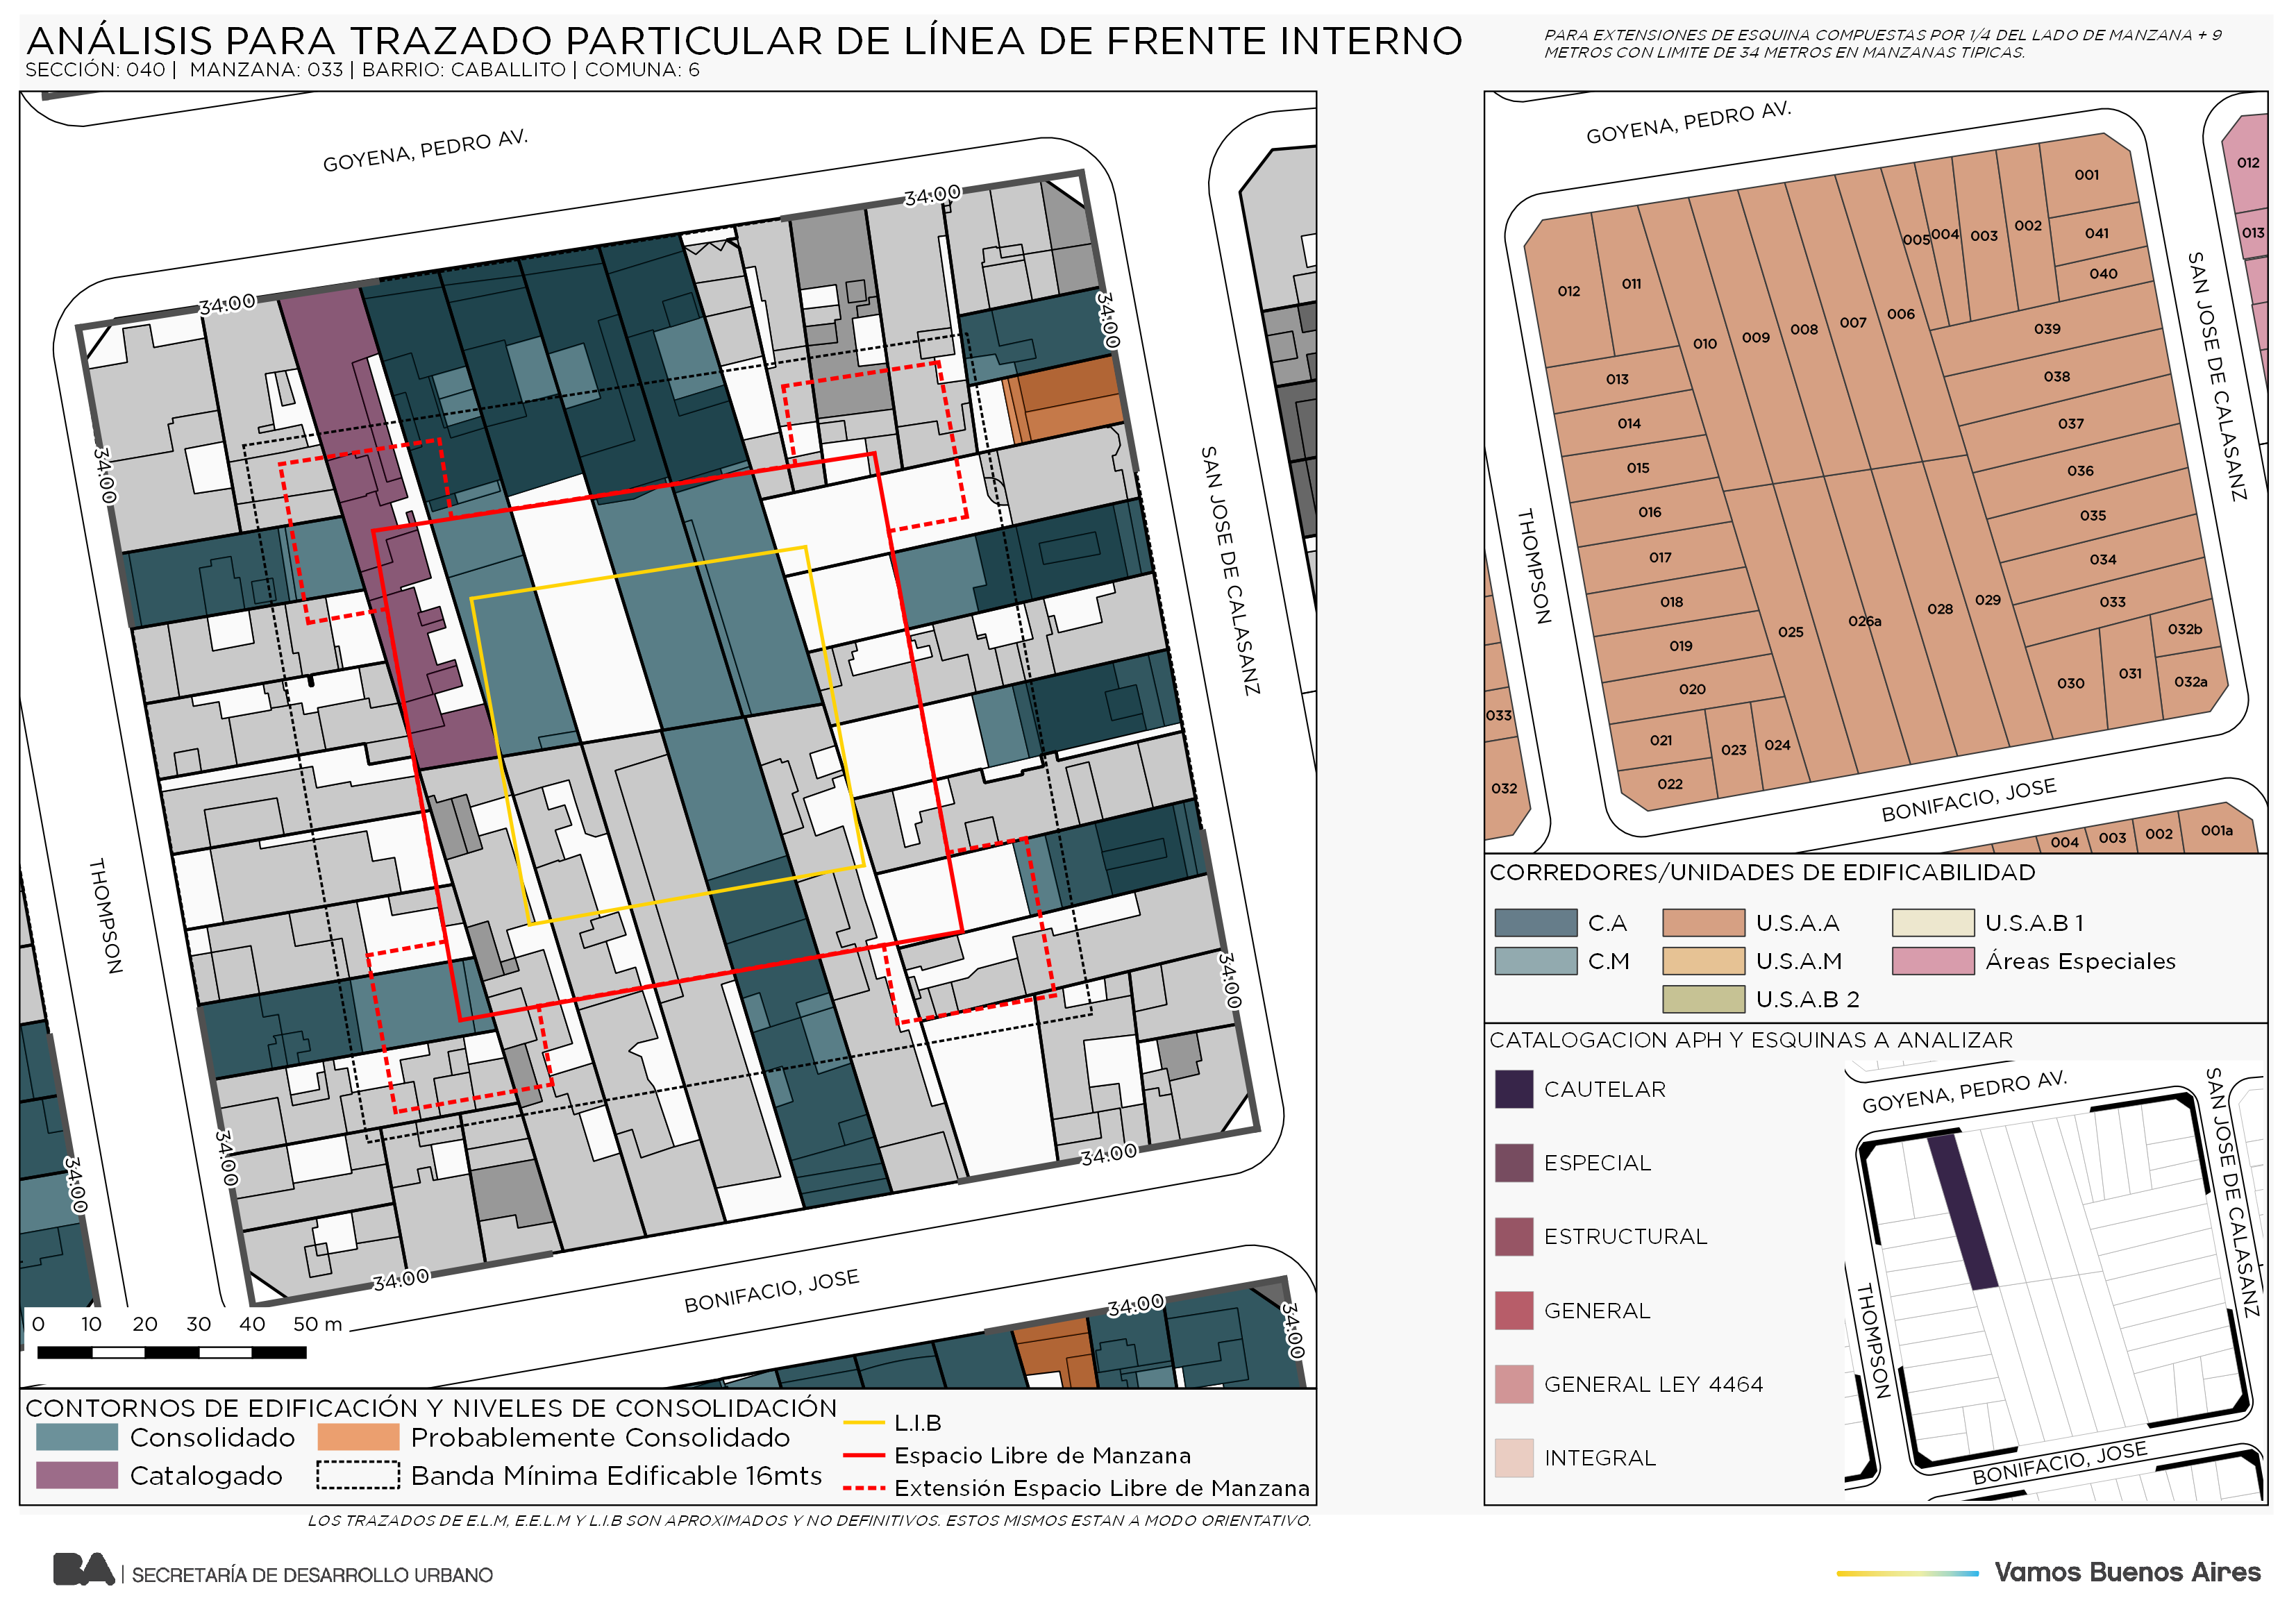 ANÁLISIS PARA TRAZADO PARTICULAR DE LÍNEA DE FRENTE INTERNO
SECCIÓN: 040 | MANZANA: 033 | BARRIO: CABALLITO | COMUNA: 6
PARA EXTENSIONES DE ESQUINA COMPUESTAS POR 1/4 DEL LADO DE MANZANA + 9
METROS CON LIMITE DE 34 METROS EN MANZANAS TIPICAS.
GOYENA, PEDRO AV.
34:00
34:00
34:00
34:00
SAN JOSE DE CALASANZ
THOMPSON
34:00
34:00
34:00
34:00
34:00
BONIFACIO, JOSE
34:00
34:00
0 10 20 30 40 50 m
CONTORNOS DE EDIFICACIÓN Y NIVELES DE CONSOLIDACIÓN
Consolidado
Probablemente Consolidado
Catalogado
Banda Mínima Edificable 16mts
L.I.B
Espacio Libre de Manzana
Extensión Espacio Libre de Manzana
LOS TRAZADOS DE E.L.M, E.E.L.M Y L.I.B SON APROXIMADOS Y NO DEFINITIVOS. ESTOS MISMOS ESTAN A MODO ORIENTATIVO.
GOYENA, PEDRO AV.
001
012
002
013
041
003
004
005
040
012
011
006
039
007
008
009
010
038
013
014
037
015
036
016
035
017
034
018
033
028
029
026a
025
032b
019
031
032a
030
020
033
021
023
024
022
032
SAN JOSE DE CALASANZ
THOMPSON
BONIFACIO, JOSE
004
003
002
001a
CORREDORES/UNIDADES DE EDIFICABILIDAD
C.A
U.S.A.A
U.S.A.B 1
C.M
U.S.A.M
Áreas Especiales
U.S.A.B 2
CATALOGACION APH Y ESQUINAS A ANALIZAR
CAUTELAR
ESPECIAL
ESTRUCTURAL
GENERAL
GENERAL LEY 4464
INTEGRAL
GOYENA, PEDRO AV.
SAN JOSE DE CALASANZ
THOMPSON
BONIFACIO, JOSE
BA | SECRETARÍA DE DESARROLLO URBANO
Vamos Buenos Aires